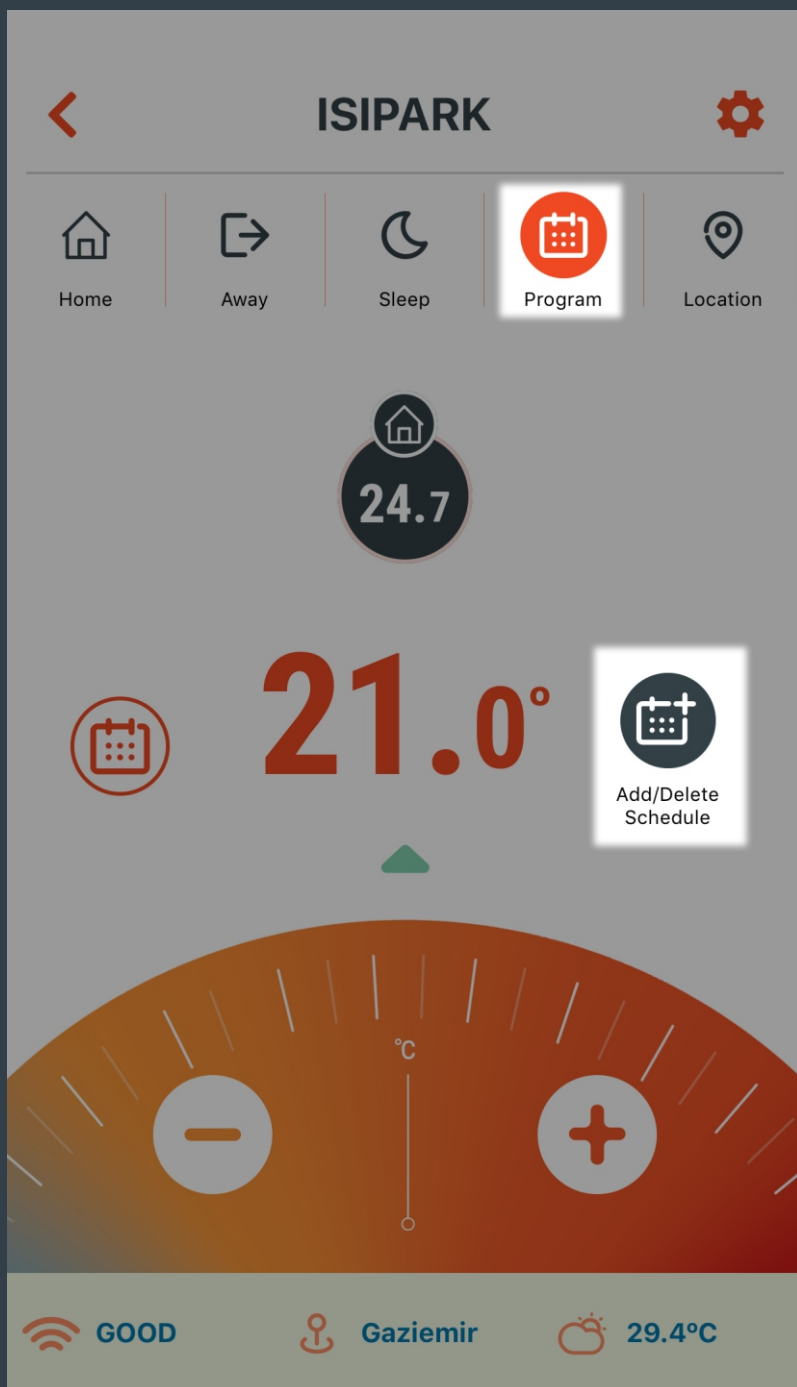 ISIPARK
Home Away Sleep Program Location
24.7
21.0°
Add/Delete
Schedule
°C
GOOD Gaziemir 29.4°C